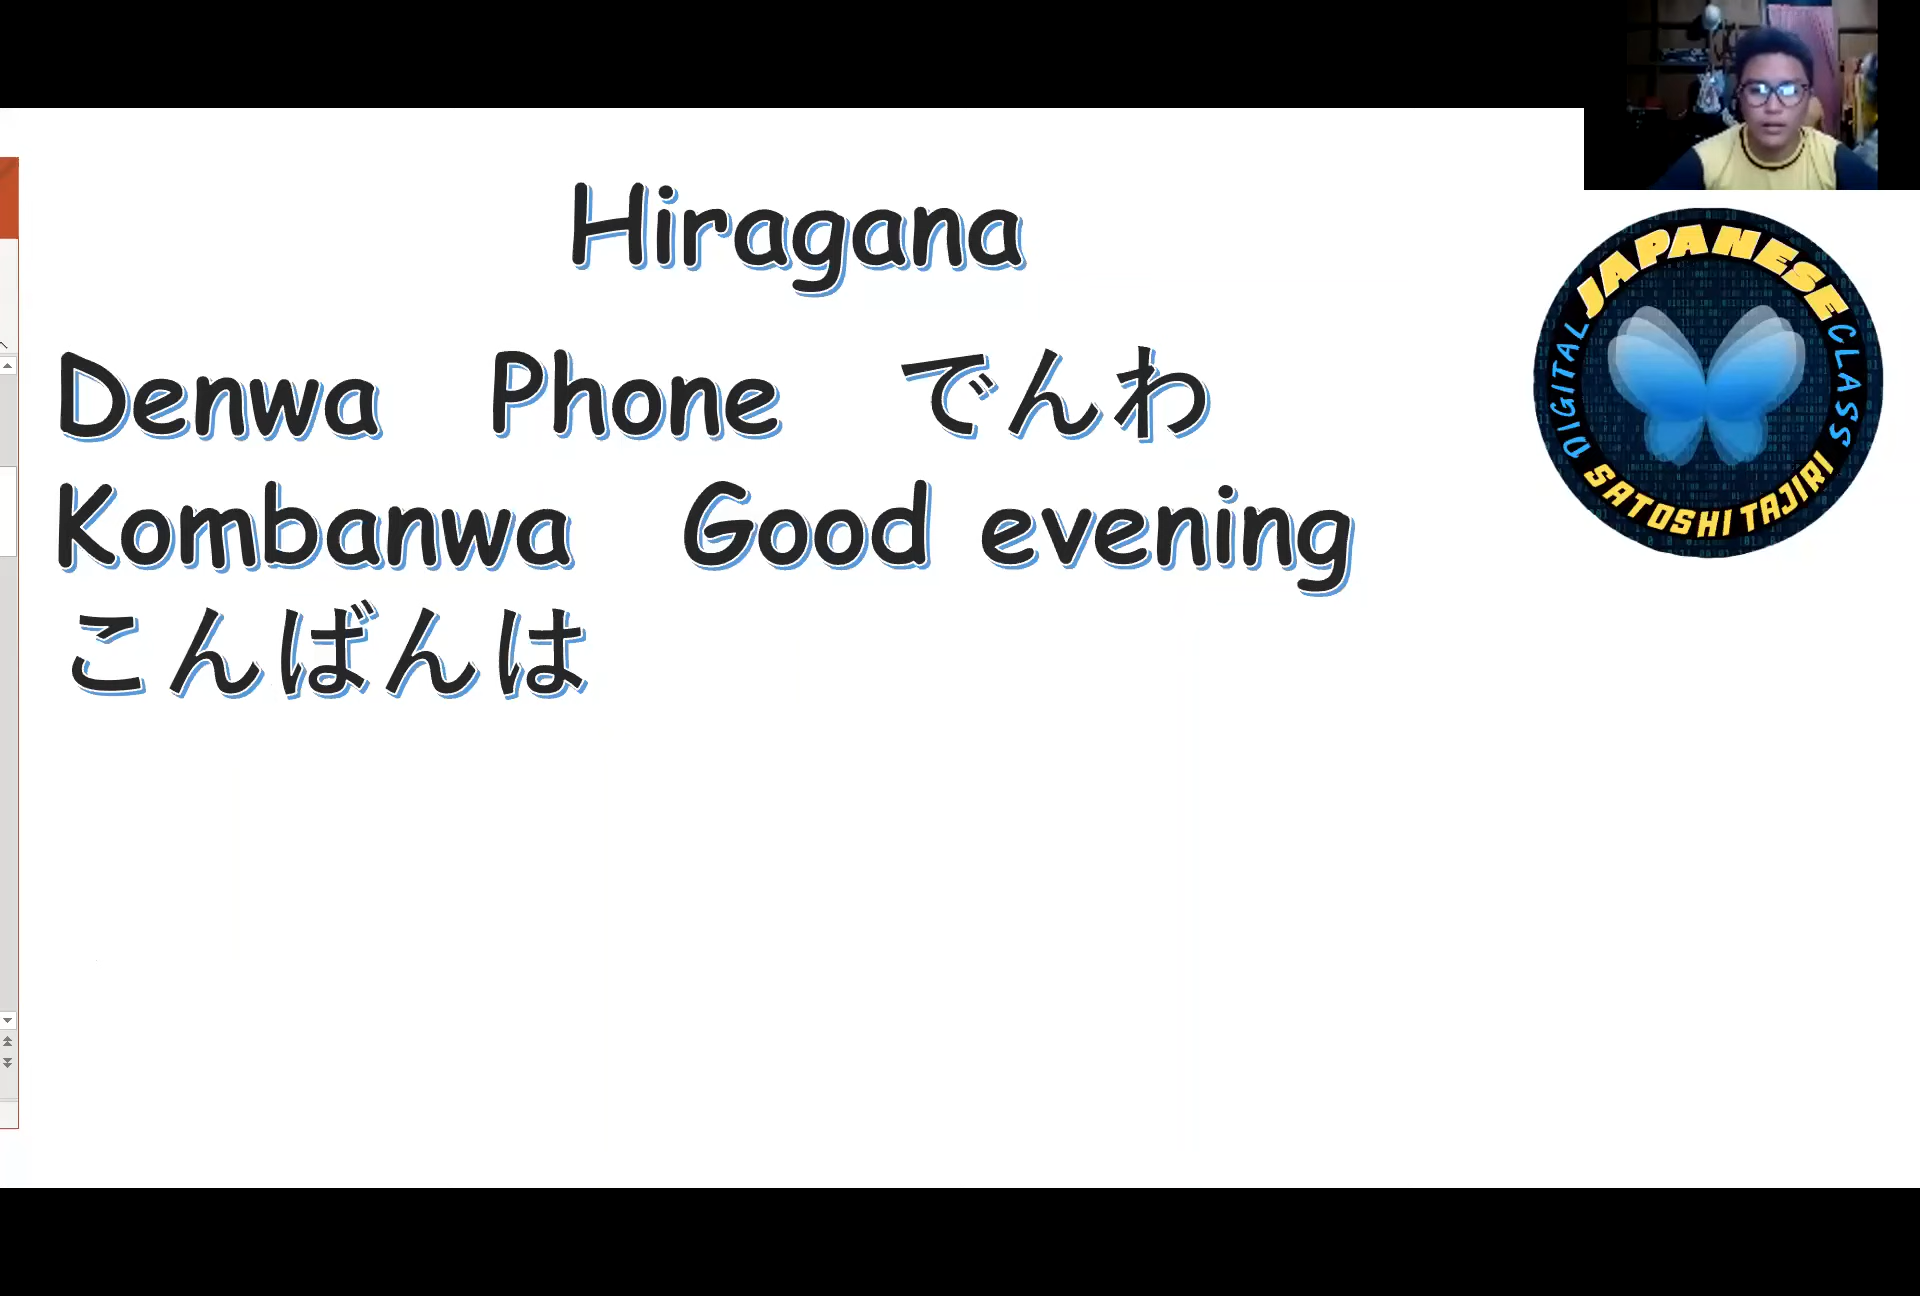 Hiragana
Denwa Phone でんわ
Kombanwa Good evening
こんばんは
DIGITAL JAPANESE CLASS
SATOSHI TAJIRI